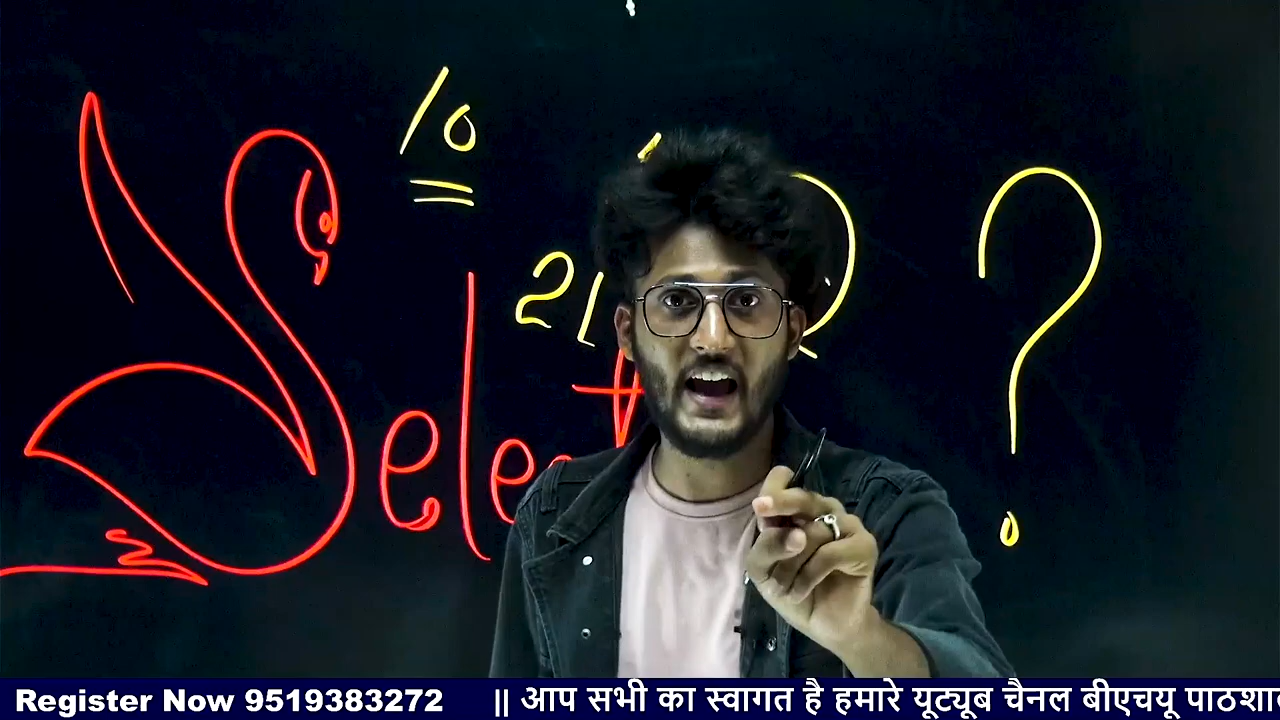 10
21
?
Select
Register Now 9519383272 || आप सभी का स्वागत है हमारे यूट्यूब चैनल बीएचयू पाठशा